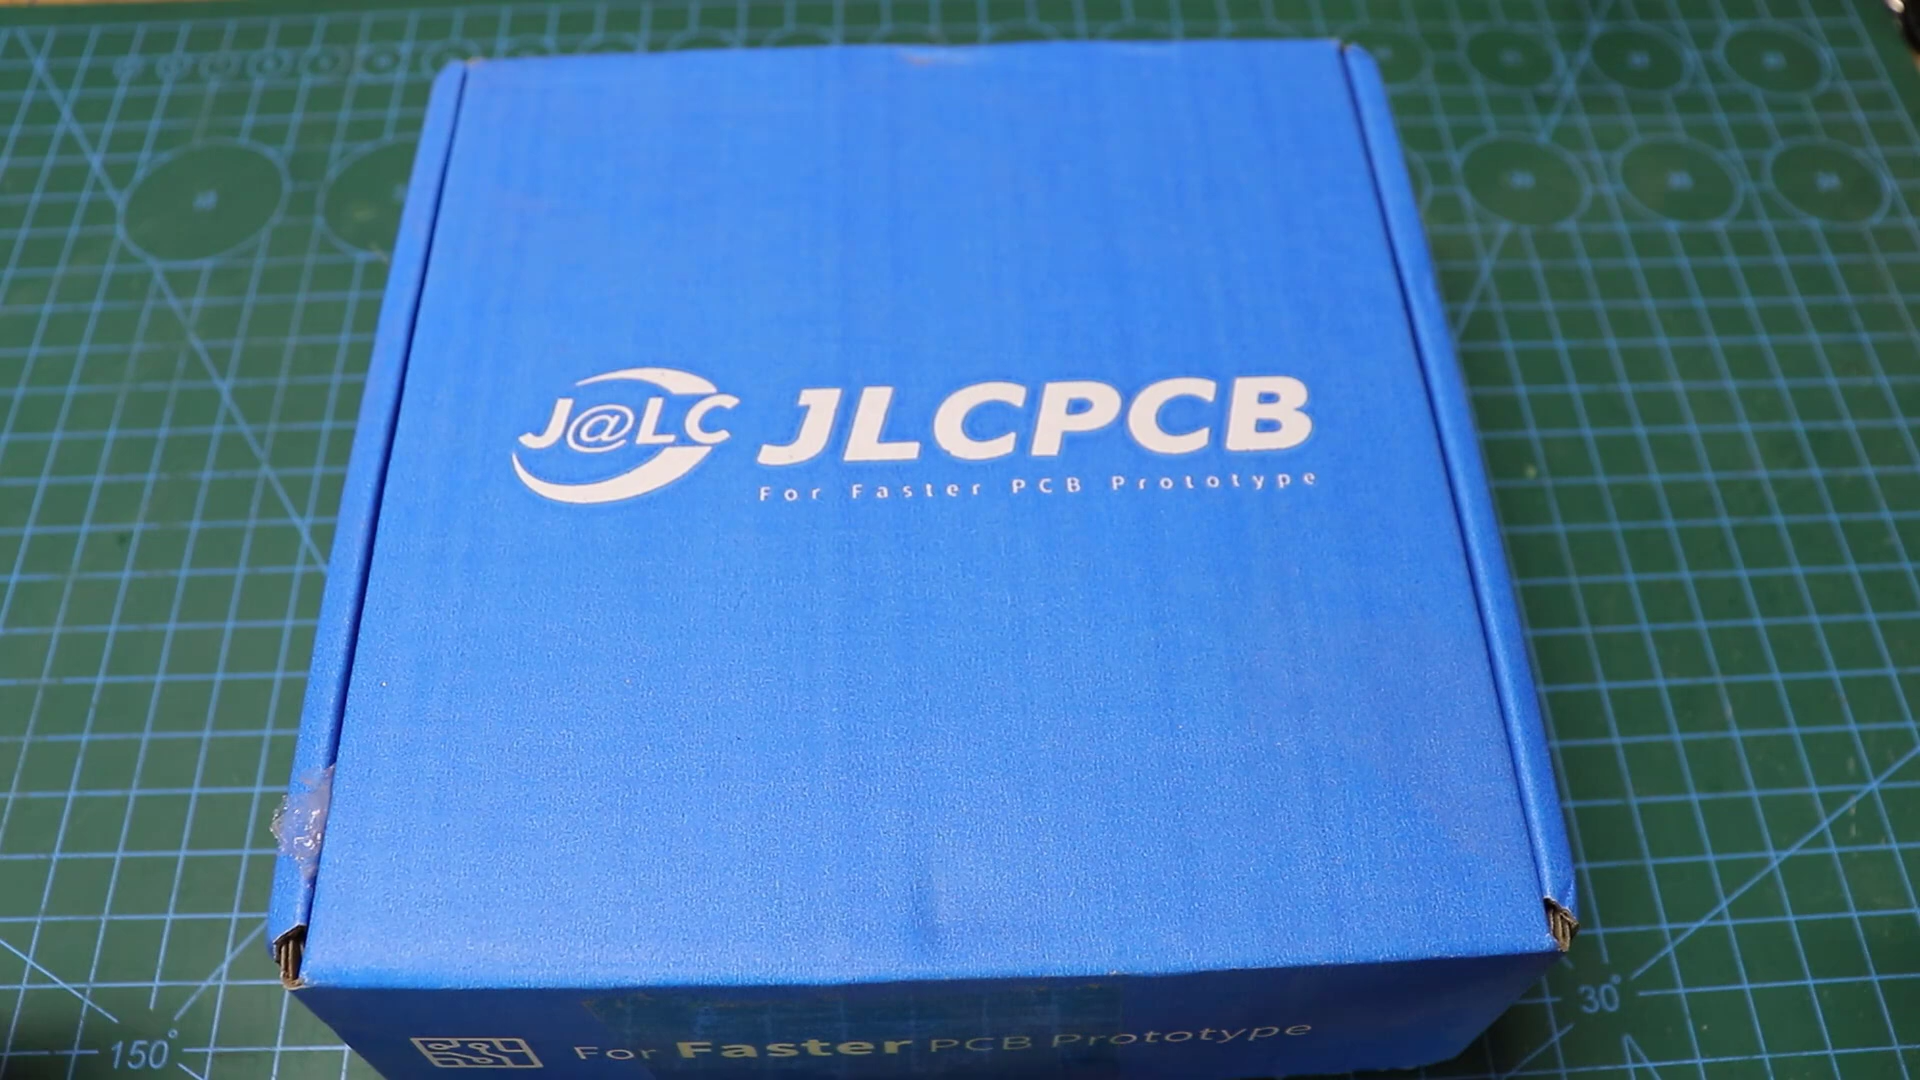 J@LC JLCPCB
For Faster PCB Prototype
For Faster PCB Prototype
150°
30°